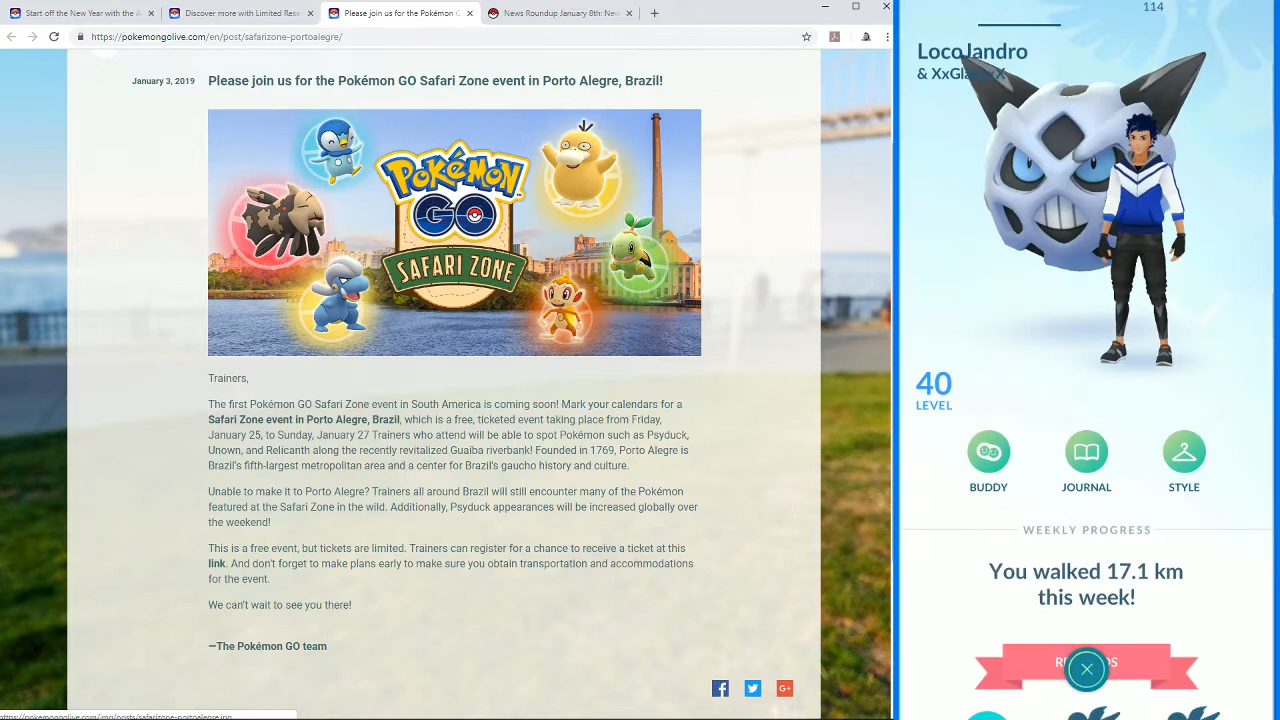 Start off the New Year with the A
Discover more with Limited Rese
Please join us for the Pokémon G
News Roundup January 8th: New
https://pokemongolive.com/en/post/safarizone-portoalegre/
January 3, 2019
Please join us for the Pokémon GO Safari Zone event in Porto Alegre, Brazil!
POKÉMON
GO
SAFARI ZONE
Trainers,
The first Pokémon GO Safari Zone event in South America is coming soon! Mark your calendars for a
Safari Zone event in Porto Alegre, Brazil, which is a free, ticketed event taking place from Friday,
January 25, to Sunday, January 27 Trainers who attend will be able to spot Pokémon such as Psyduck,
Unown, and Relicanth along the recently revitalized Guaíba riverbank! Founded in 1769, Porto Alegre is
Brazil's fifth-largest metropolitan area and a center for Brazil's gaucho history and culture.
Unable to make it to Porto Alegre? Trainers all around Brazil will still encounter many of the Pokémon
featured at the Safari Zone in the wild. Additionally, Psyduck appearances will be increased globally over
the weekend!
This is a free event, but tickets are limited. Trainers can register for a chance to receive a ticket at this
link. And don't forget to make plans early to make sure you obtain transportation and accommodations
for the event.
We can't wait to see you there!
—The Pokémon GO team
G+
https://pokemongolive.com/img/posts/safarizone-portoalegre.jpg
114
LocoJandro
&
40
LEVEL
BUDDY
JOURNAL
STYLE
WEEKLY PROGRESS
You walked 17.1 km
this week!